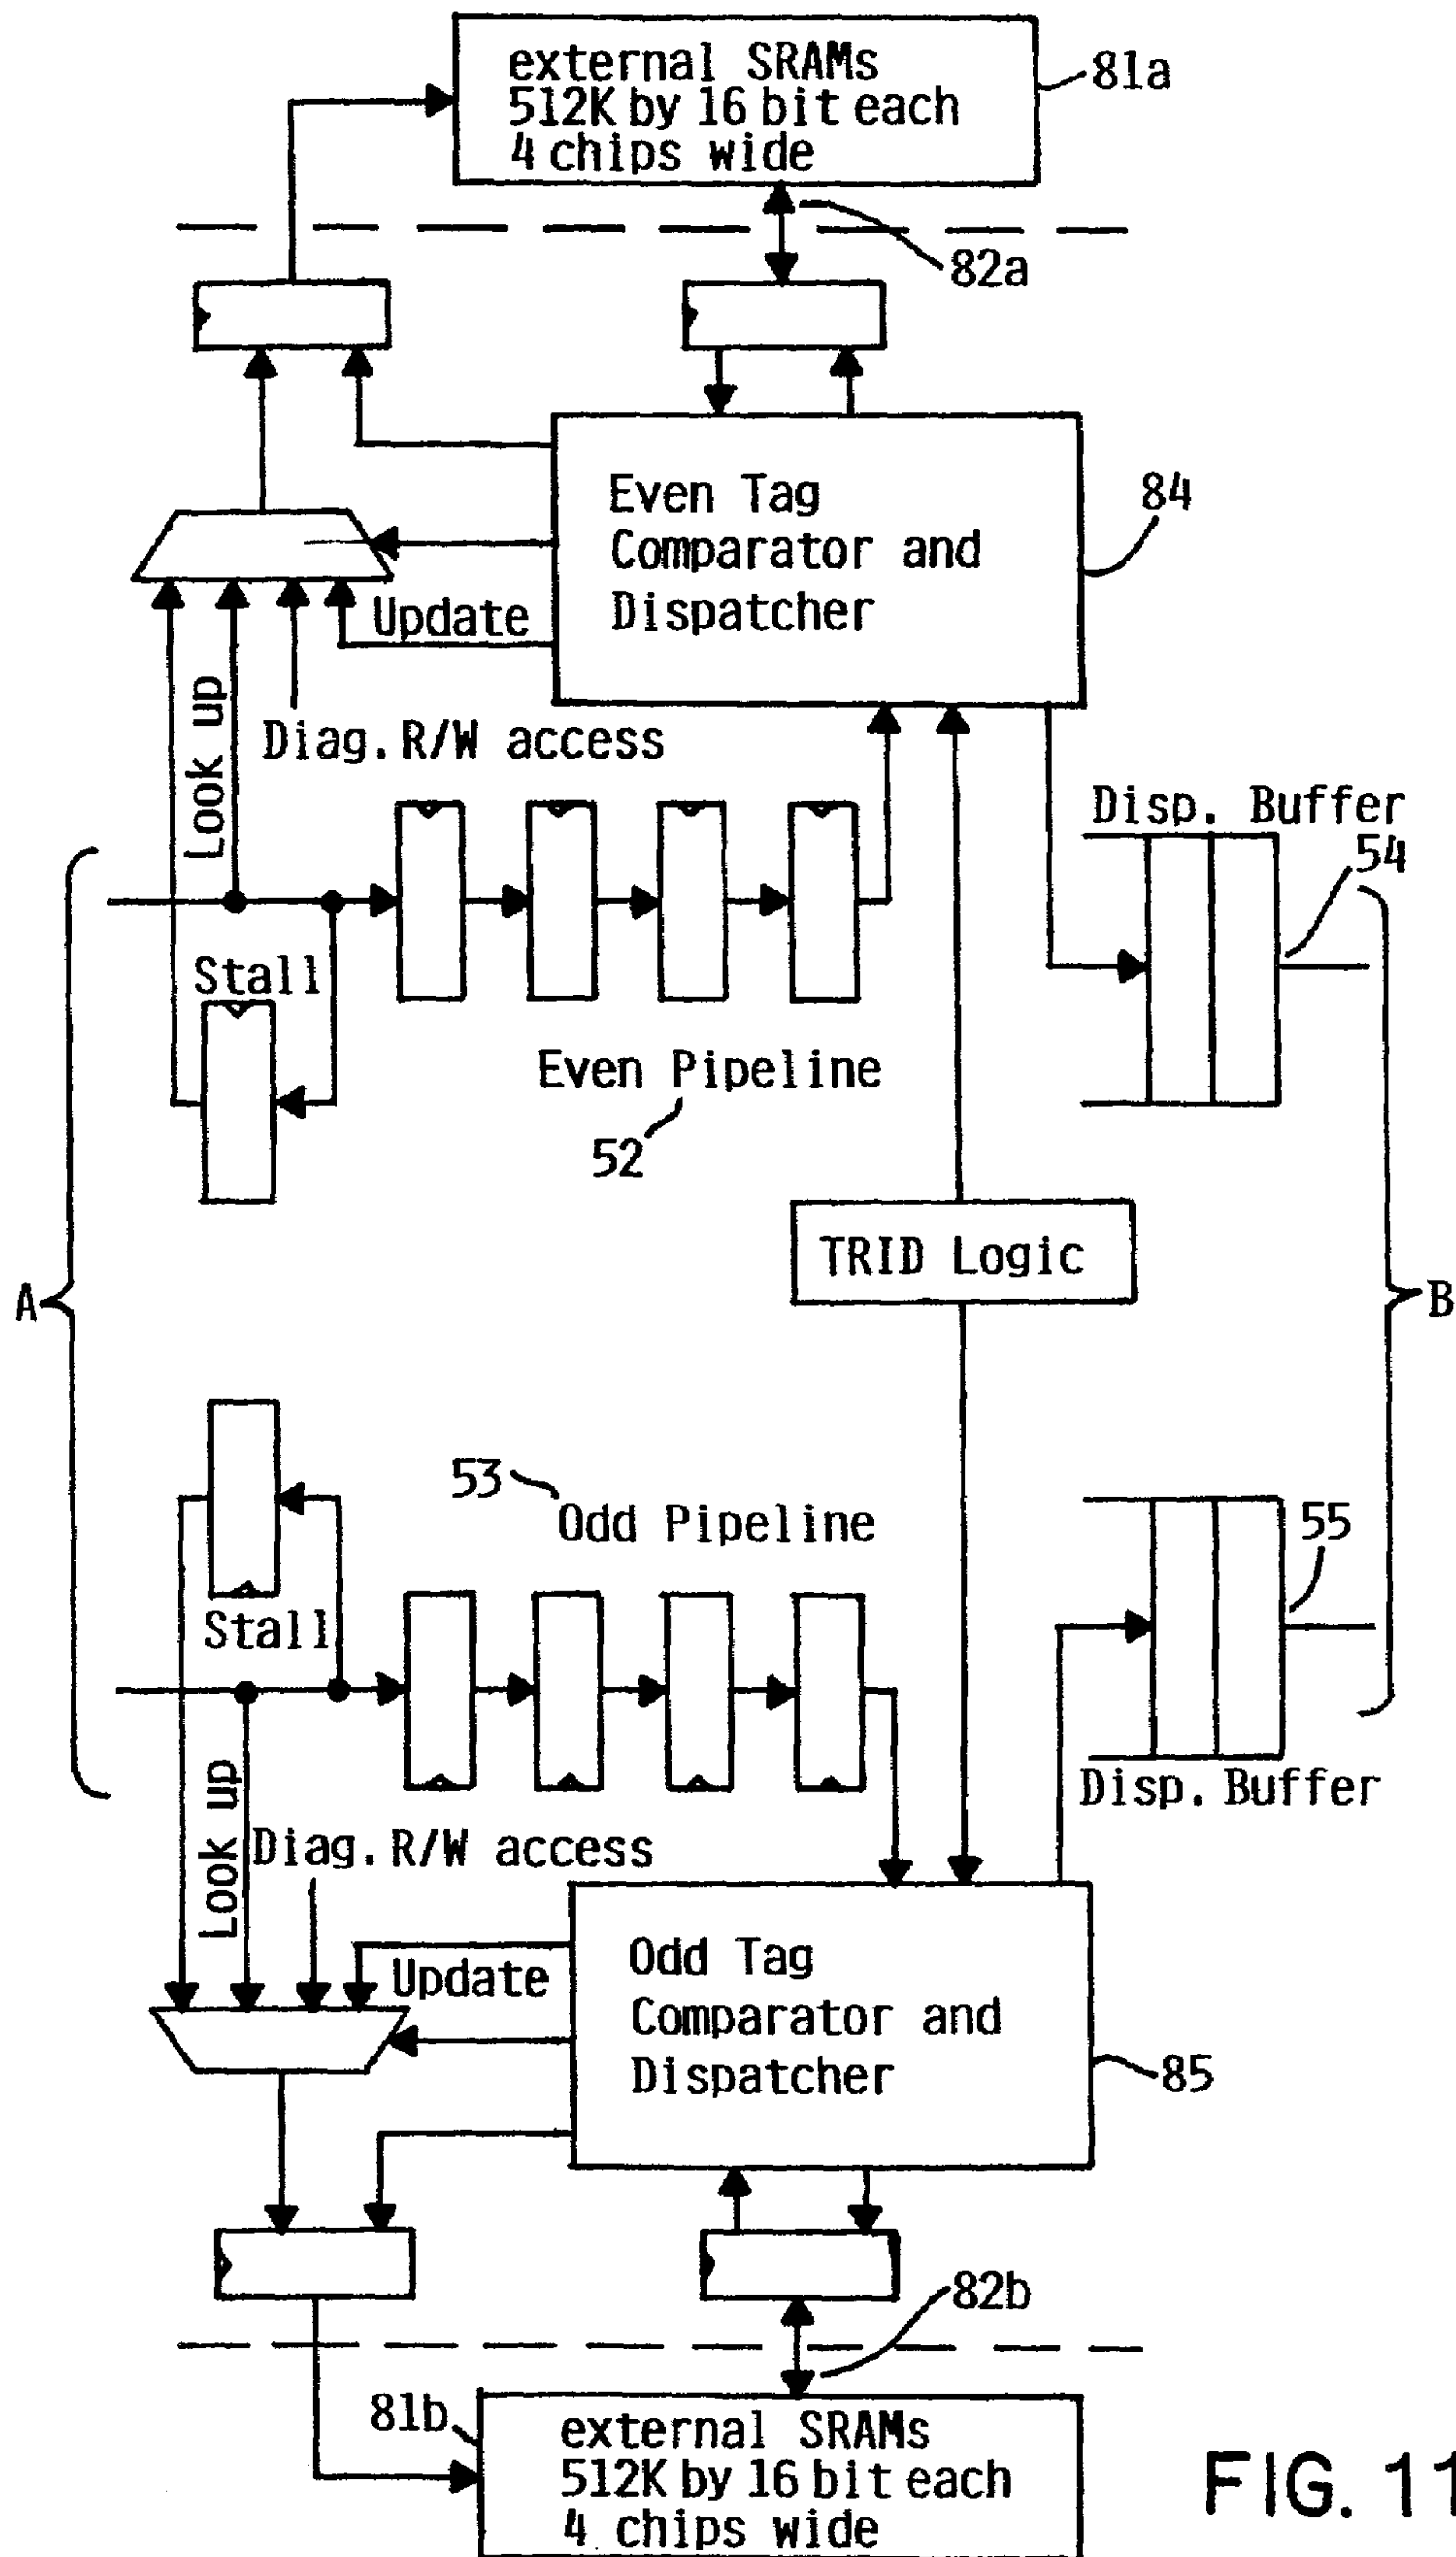 external SRAMs
512K by 16 bit each
4 chips wide
81a
82a
Even Tag
Comparator and
Dispatcher
84
Update
Look up
Diag. R/W access
Disp. Buffer
54
Stall
Even Pipeline
52
TRID Logic
A
B
53
Odd Pipeline
55
Stall
Disp. Buffer
Look up
Diag. R/W access
Update
Odd Tag
Comparator and
Dispatcher
85
82b
81b
external SRAMs
512K by 16 bit each
4 chips wide
FIG. 11